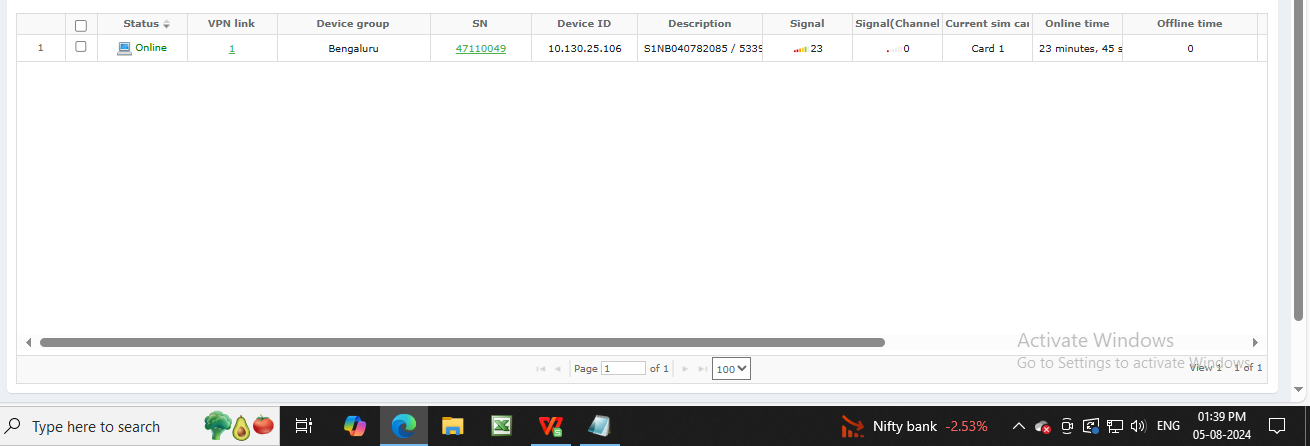 Status VPN link Device group SN Device ID Description Signal Signal(Channel Current sim car Online time Offline time
1 Online 1 Bengaluru 47110049 10.130.25.106 S1NB040782085 / 5339 23 0 Card 1 23 minutes, 45 s 0
Activate Windows
Go to Settings to activate Windows.
Page 1 of 1 100 View 1 - 1 of 1
Type here to search Nifty bank -2.53% ENG 01:39 PM
05-08-2024